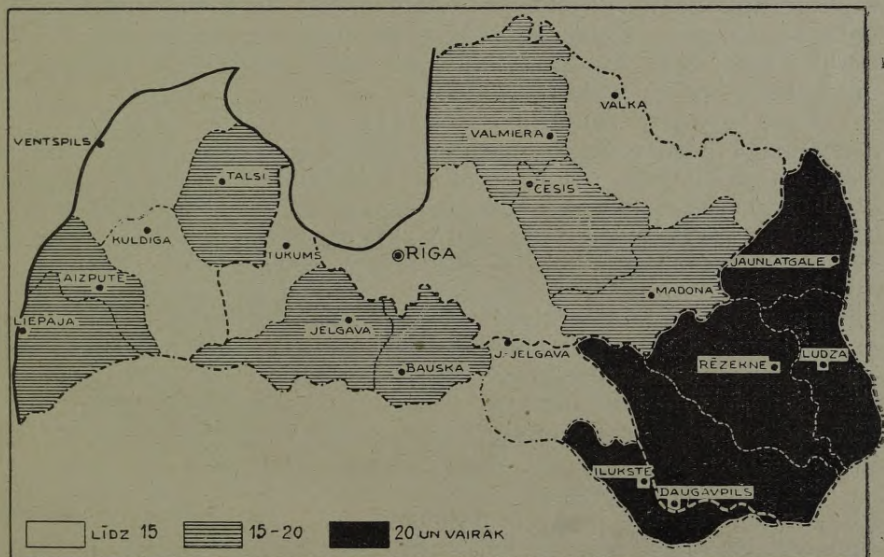 VALKA
VENTSPILS
VALMIERA
TALSI
CĒSIS
KULDIGA
TUKUMS
RĪGA
JAUNLATGALE
AIZPUTE
MADONA
LIEPĀJA
JELGAVA
J-JELGAVA
RĒZEKNE
LUDZA
BAUSKA
ILUKSTE
DAUGAVPILS
LĪDZ 15 15-20 20 UN VAIRĀK